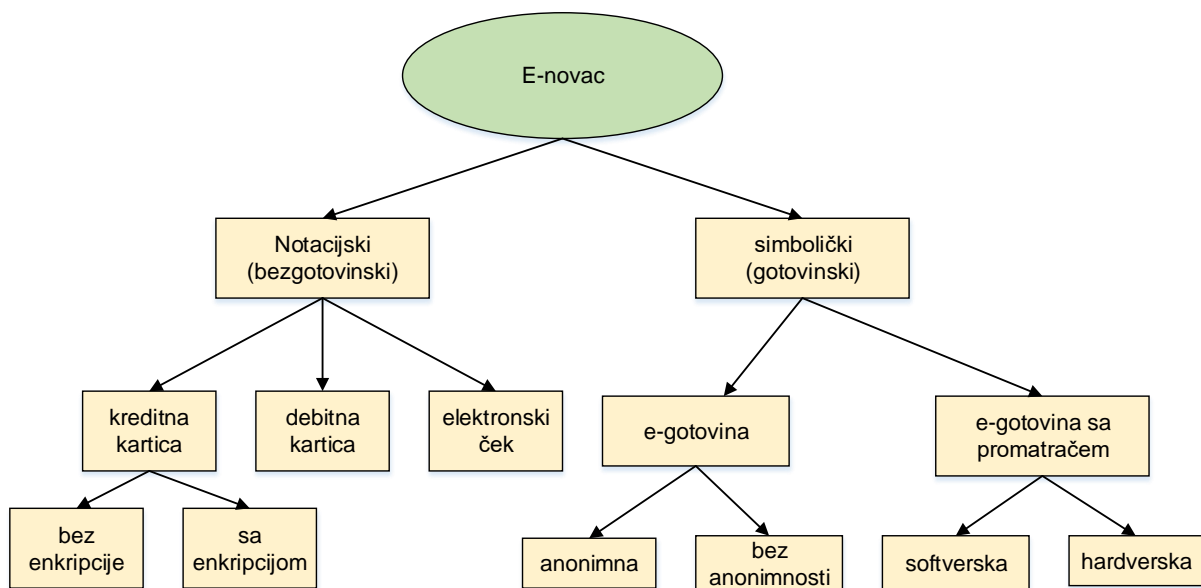 E-novac
Notacijski
(bezgotovinski)
simbolički
(gotovinski)
kreditna
kartica
debitna
kartica
elektronski
ček
e-gotovina
e-gotovina sa
promatračem
bez
enkripcije
sa
enkripcijom
anonimna
bez
anonimnosti
softverska
hardverska